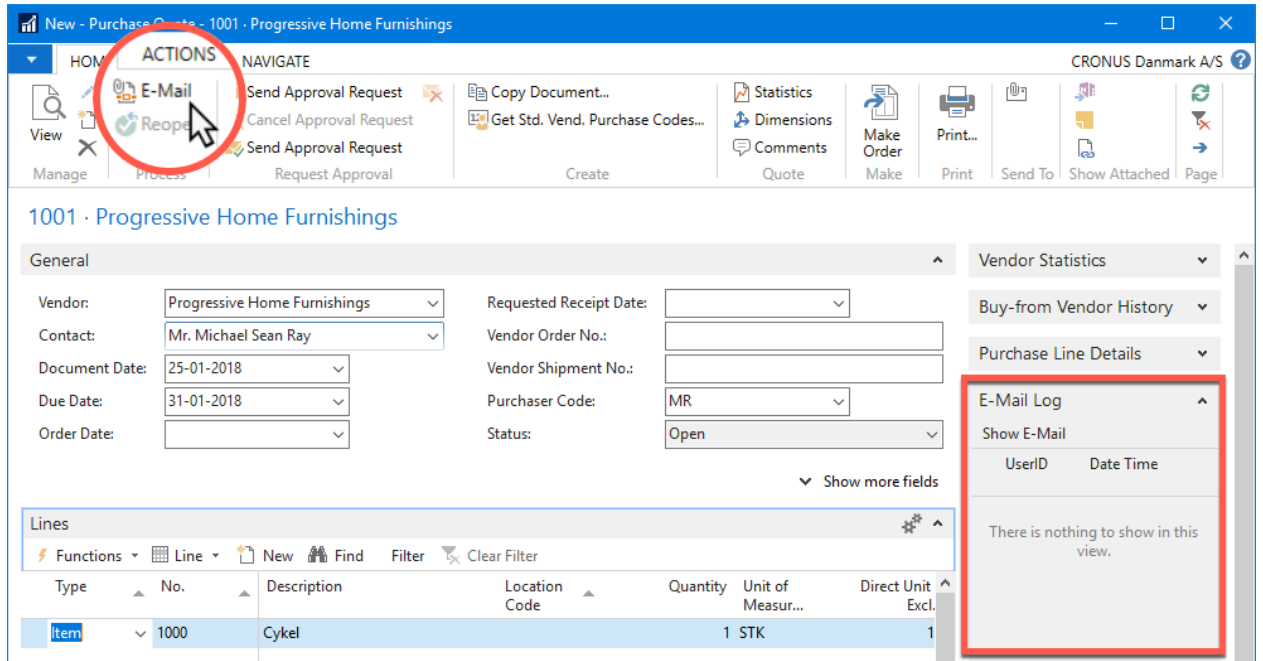 New - Purchase Quote - 1001 · Progressive Home Furnishings
HOM ACTIONS NAVIGATE CRONUS Danmark A/S ?
View
E-Mail
Reope
Send Approval Request
Cancel Approval Request
Send Approval Request
Copy Document...
Get Std. Vend. Purchase Codes...
Statistics
Dimensions
Comments
Make
Order
Print...
Manage Process Request Approval Create Quote Make Print Send To Show Attached Page
1001 · Progressive Home Furnishings
General
Vendor: Progressive Home Furnishings
Contact: Mr. Michael Sean Ray
Document Date: 25-01-2018
Due Date: 31-01-2018
Order Date:
Requested Receipt Date:
Vendor Order No.:
Vendor Shipment No.:
Purchaser Code: MR
Status: Open
Show more fields
Vendor Statistics
Buy-from Vendor History
Purchase Line Details
E-Mail Log
Show E-Mail
UserID Date Time
There is nothing to show in this
view.
Lines
Functions Line New Find Filter Clear Filter
Type No. Description Location
Code Quantity Unit of
Measur... Direct Unit
Excl.
Item 1000 Cykel 1 STK 1